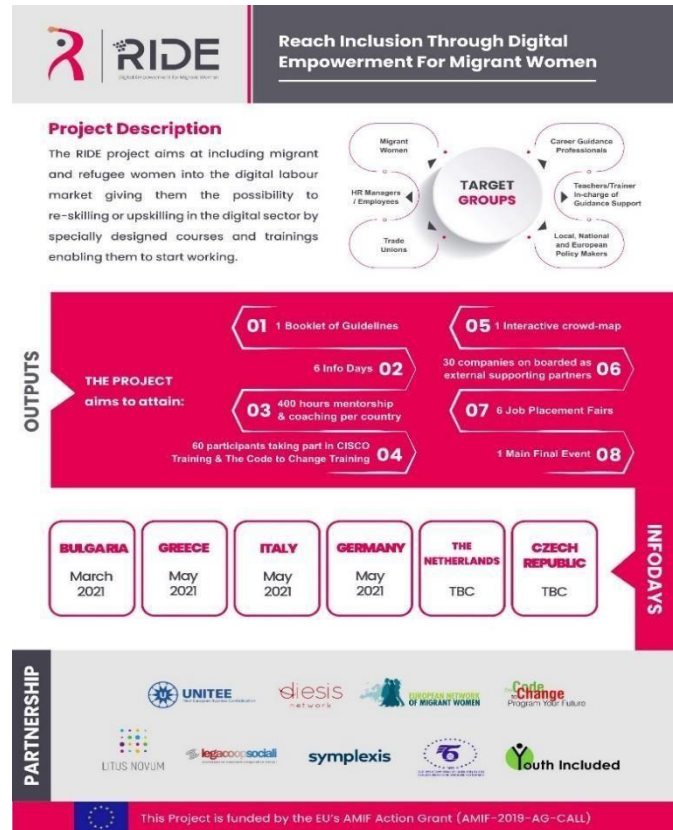 RIDE
Digital Empowerment for Migrant Women
Reach Inclusion Through Digital
Empowerment For Migrant Women
Project Description
The RIDE project aims at including migrant
and refugee women into the digital labour
market giving them the possibility to
re-skilling or upskilling in the digital sector by
specially designed courses and trainings
enabling them to start working.
TARGET
GROUPS
Migrant
Women
HR Managers
/ Employees
Trade
Unions
Career Guidance
Professionals
Teachers/Trainer
In-charge of
Guidance Support
Local, National
and European
Policy Makers
OUTPUTS
THE PROJECT
aims to attain:
01 1 Booklet of Guidelines
6 Info Days 02
03 400 hours mentorship
& coaching per country
60 participants taking part in CISCO
Training & The Code to Change Training 04
05 1 Interactive crowd-map
30 companies on boarded as
external supporting partners 06
07 6 Job Placement Fairs
1 Main Final Event 08
INFODAYS
BULGARIA
March
2021
GREECE
May
2021
ITALY
May
2021
GERMANY
May
2021
THE
NETHERLANDS
TBC
CZECH
REPUBLIC
TBC
PARTNERSHIP
UNITEE
diesis
network
EUROPEAN NETWORK
OF MIGRANT WOMEN
Code
to Change
Program Your Future
LITUS NOVUM
legacoopsociali
symplexis
Youth Included
This Project is funded by the EU's AMIF Action Grant (AMIF-2019-AG-CALL)